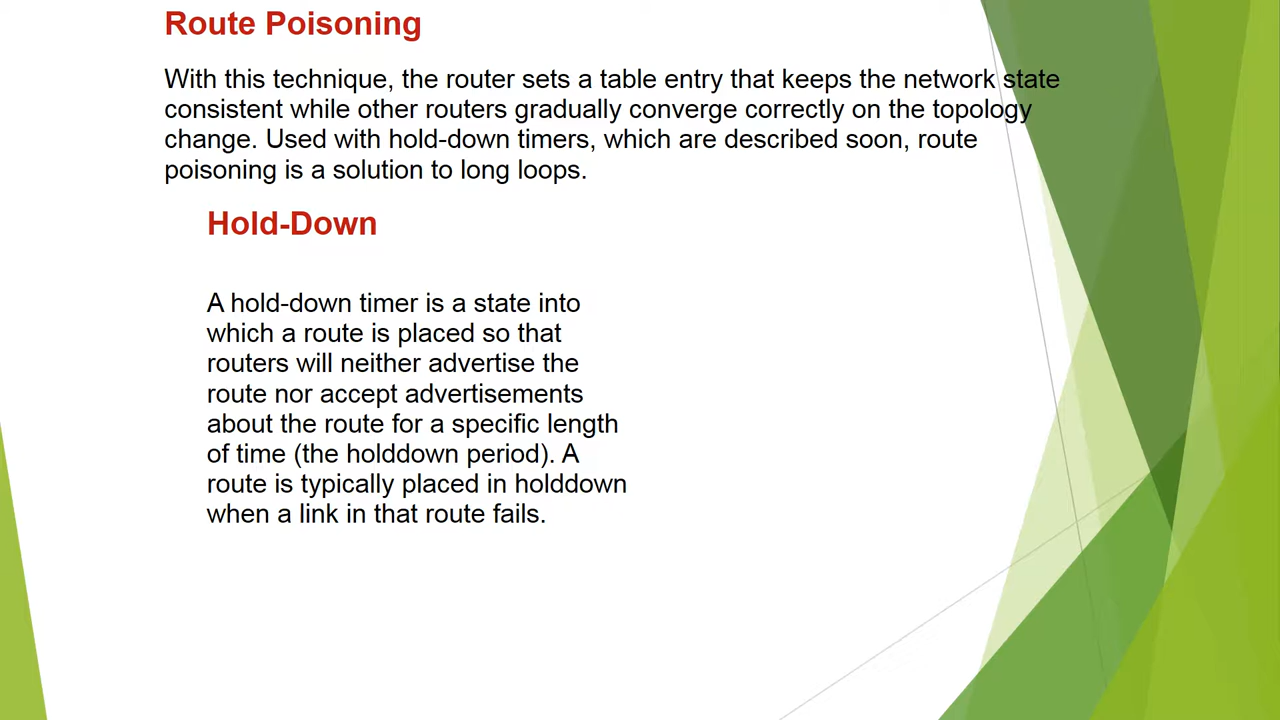 Route Poisoning
With this technique, the router sets a table entry that keeps the network state
consistent while other routers gradually converge correctly on the topology
change. Used with hold-down timers, which are described soon, route
poisoning is a solution to long loops.
Hold-Down
A hold-down timer is a state into
which a route is placed so that
routers will neither advertise the
route nor accept advertisements
about the route for a specific length
of time (the holddown period). A
route is typically placed in holddown
when a link in that route fails.